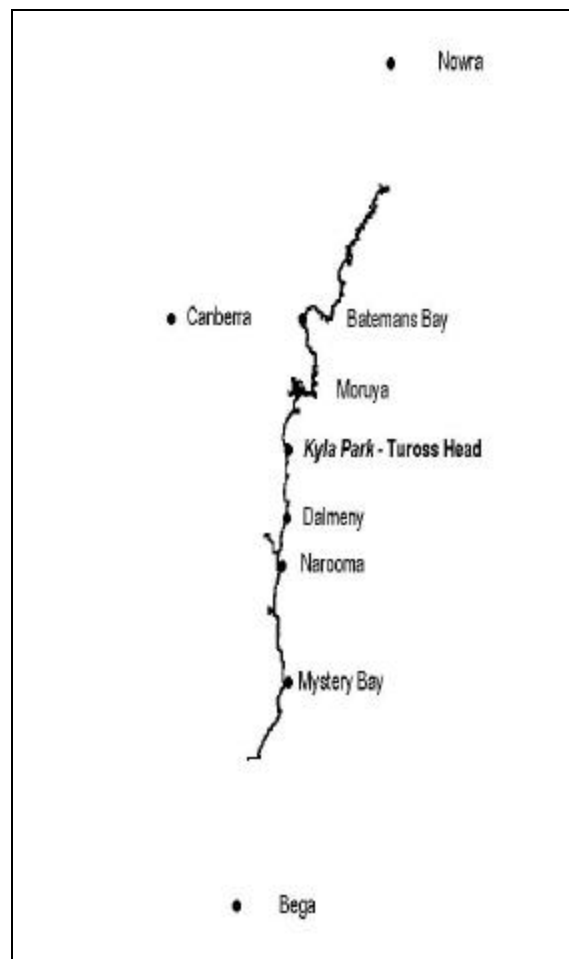 Nowra
Canberra
Batemans Bay
Moruya
Kyla Park - Tuross Head
Dalmeny
Narooma
Mystery Bay
Bega